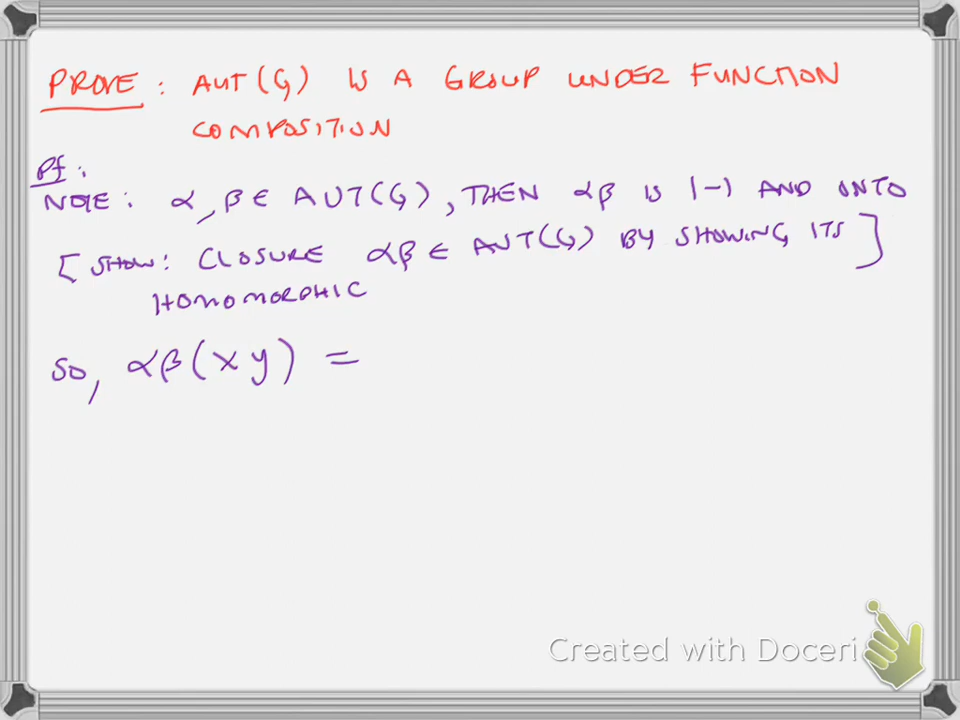 PROVE : AUT(G) IS A GROUP UNDER FUNCTION
COMPOSITION
Pf :
NOTE : α, β ∈ AUT(G), THEN αβ IS 1-1 AND ONTO
[SHOW: CLOSURE αβ ∈ AUT(G) BY SHOWING ITS]
HOMOMORPHIC
SO, αβ(xy) =
Created with Doceri